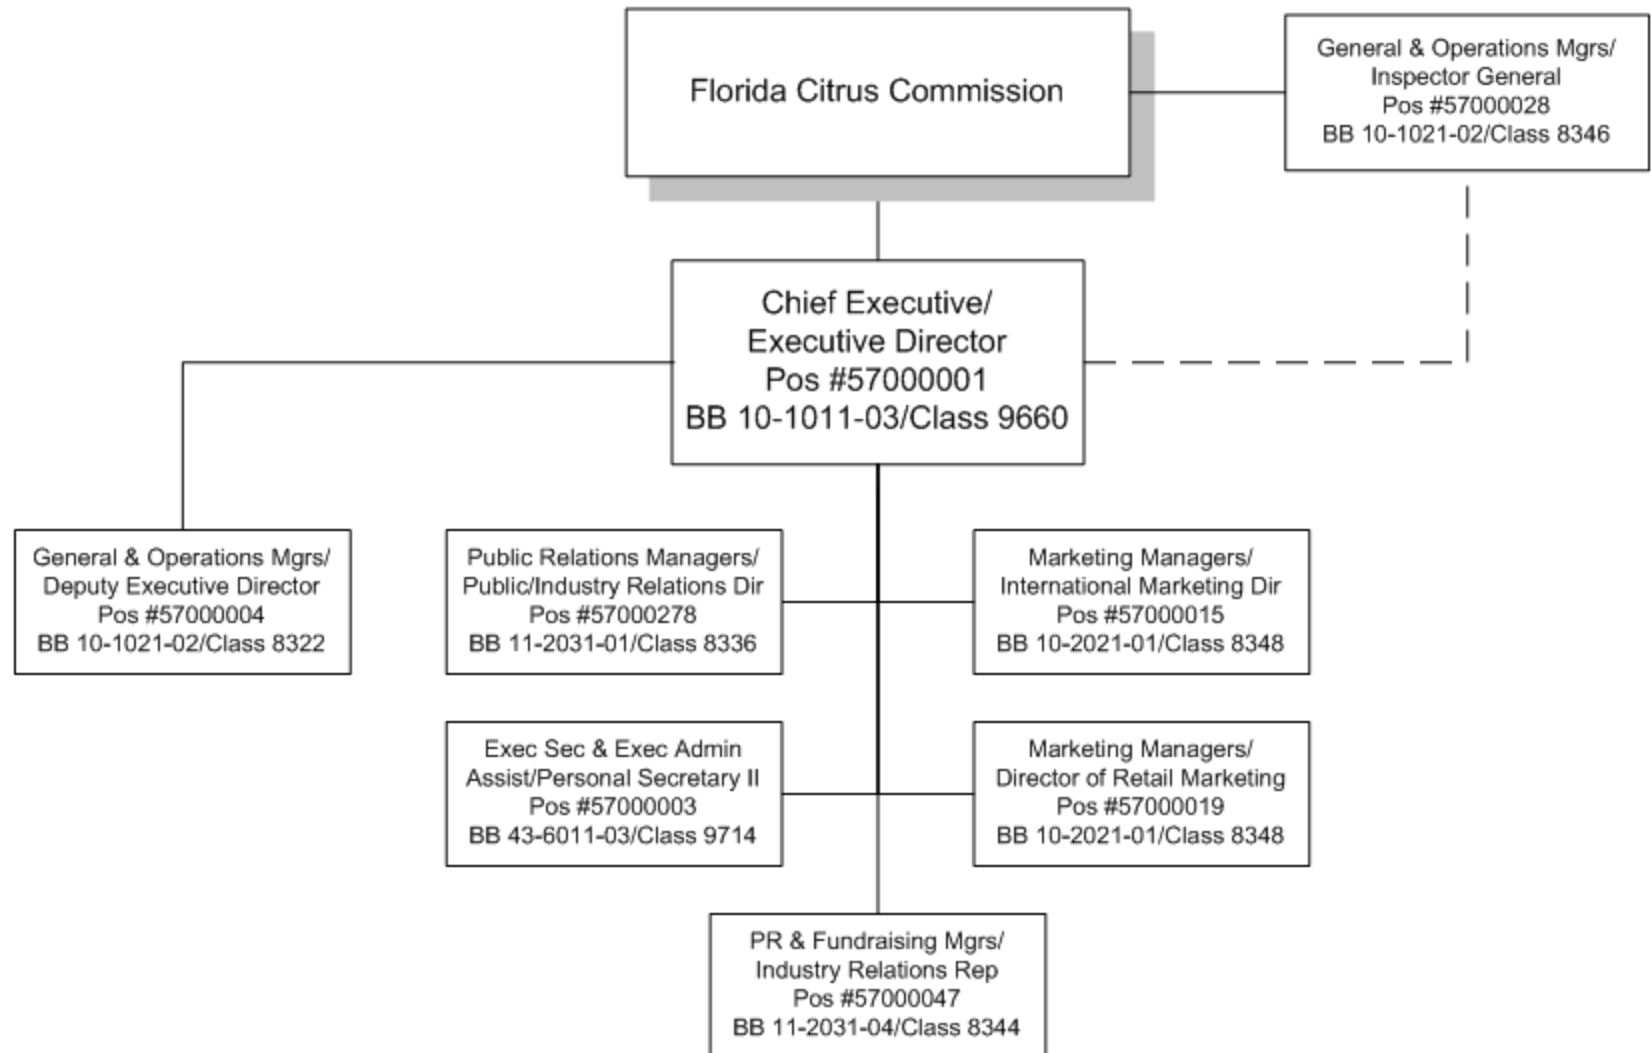 Florida Citrus Commission
General & Operations Mgrs/
Inspector General
Pos #57000028
BB 10-1021-02/Class 8346
Chief Executive/
Executive Director
Pos #57000001
BB 10-1011-03/Class 9660
General & Operations Mgrs/
Deputy Executive Director
Pos #57000004
BB 10-1021-02/Class 8322
Public Relations Managers/
Public/Industry Relations Dir
Pos #57000278
BB 11-2031-01/Class 8336
Marketing Managers/
International Marketing Dir
Pos #57000015
BB 10-2021-01/Class 8348
Exec Sec & Exec Admin
Assist/Personal Secretary II
Pos #57000003
BB 43-6011-03/Class 9714
Marketing Managers/
Director of Retail Marketing
Pos #57000019
BB 10-2021-01/Class 8348
PR & Fundraising Mgrs/
Industry Relations Rep
Pos #57000047
BB 11-2031-04/Class 8344